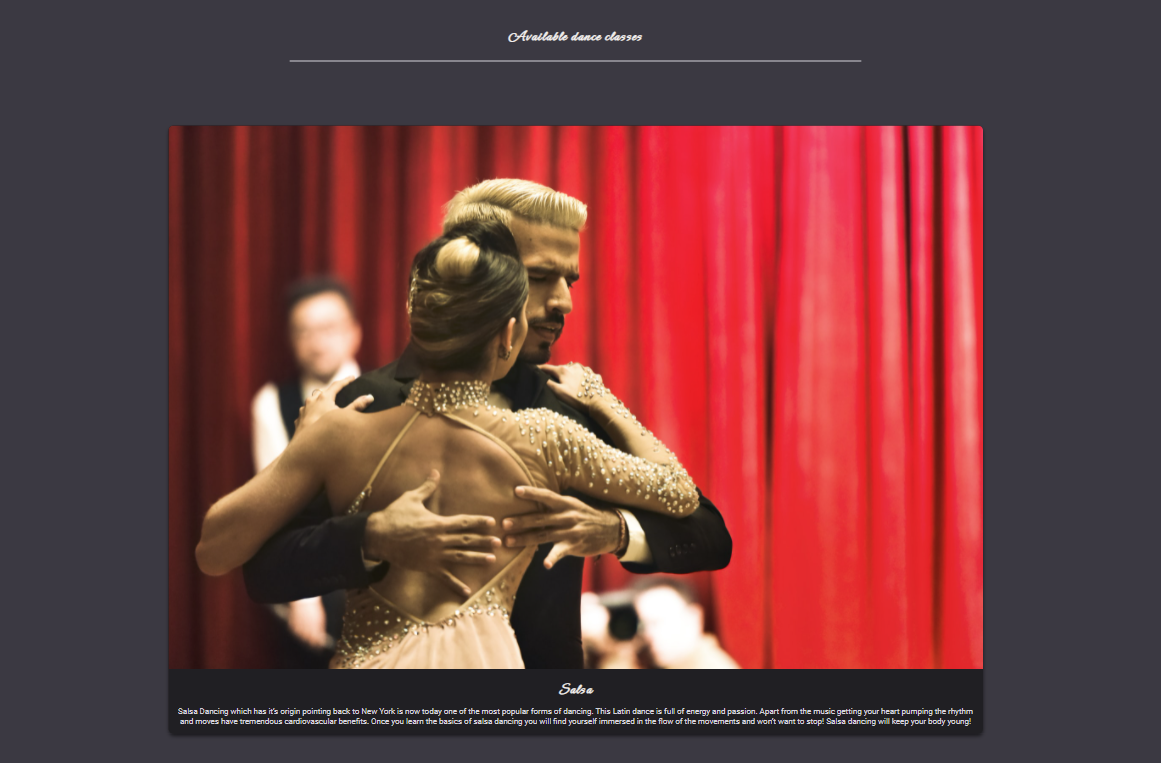 Available dance classes
Salsa
Salsa Dancing which has it's origin pointing back to New York is now today one of the most popular forms of dancing. This Latin dance is full of energy and passion. Apart from the music getting your heart pumping the rhythm
and moves have tremendous cardiovascular benefits. Once you learn the basics of salsa dancing you will find yourself immersed in the flow of the movements and won't want to stop! Salsa dancing will keep your body young!